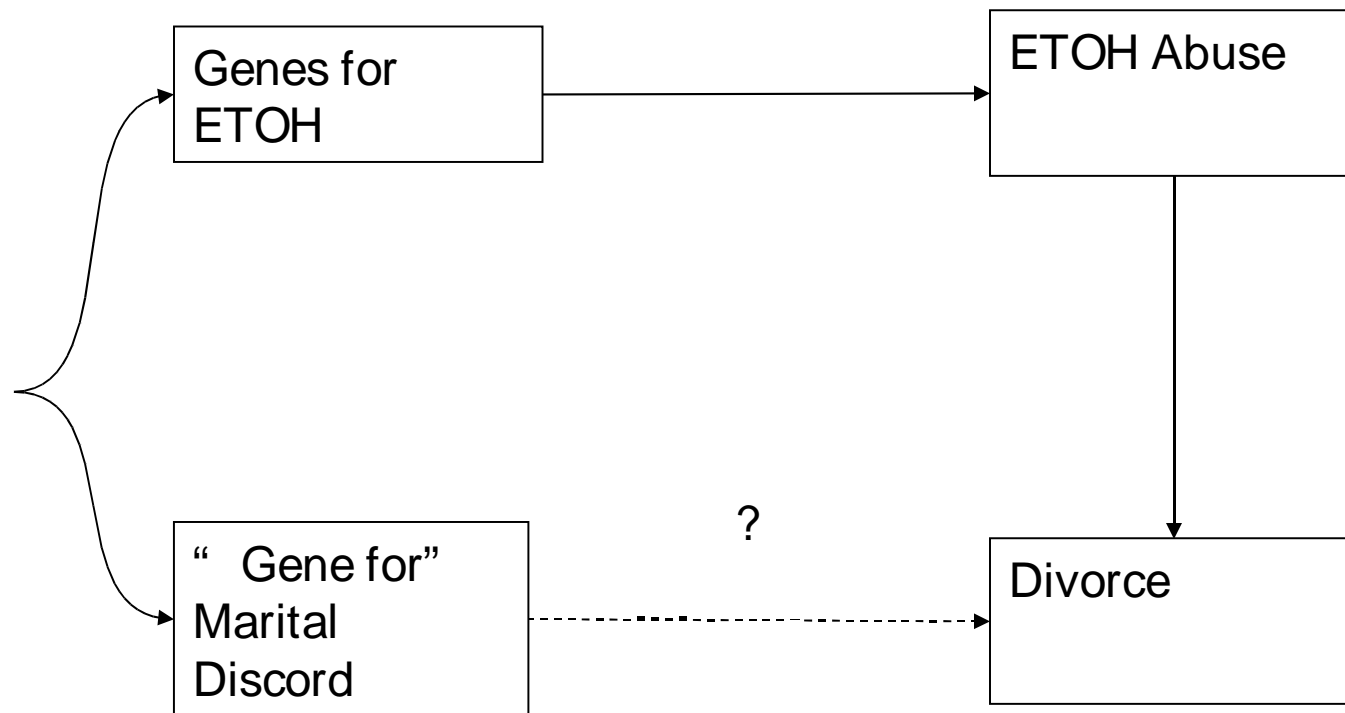 Genes for
ETOH
ETOH Abuse
?
“ Gene for”
Marital
Discord
Divorce